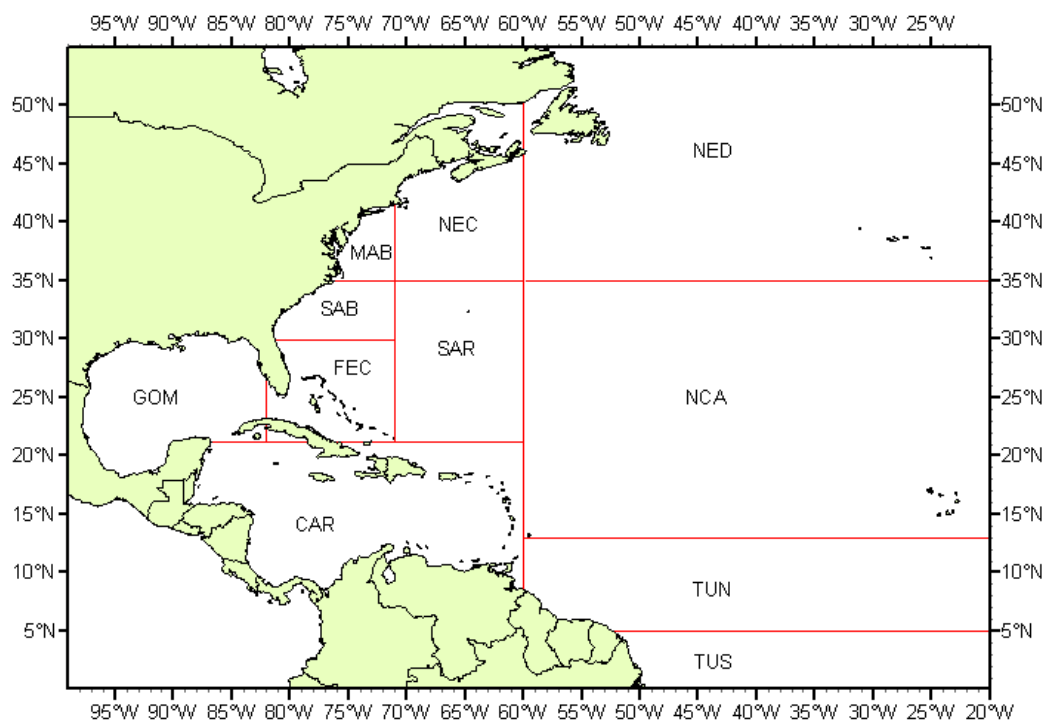 95°W 90°W 85°W 80°W 75°W 70°W 65°W 60°W 55°W 50°W 45°W 40°W 35°W 30°W 25°W
50°N 50°N
NED
45°N 45°N
NEC
40°N 40°N
MAB
35°N 35°N
SAB
30°N 30°N
SAR
FEC
GOM NCA
25°N 25°N
20°N 20°N
15°N 15°N
CAR
10°N 10°N
TUN
5°N 5°N
TUS
95°W 90°W 85°W 80°W 75°W 70°W 65°W 60°W 55°W 50°W 45°W 40°W 35°W 30°W 25°W 20°W